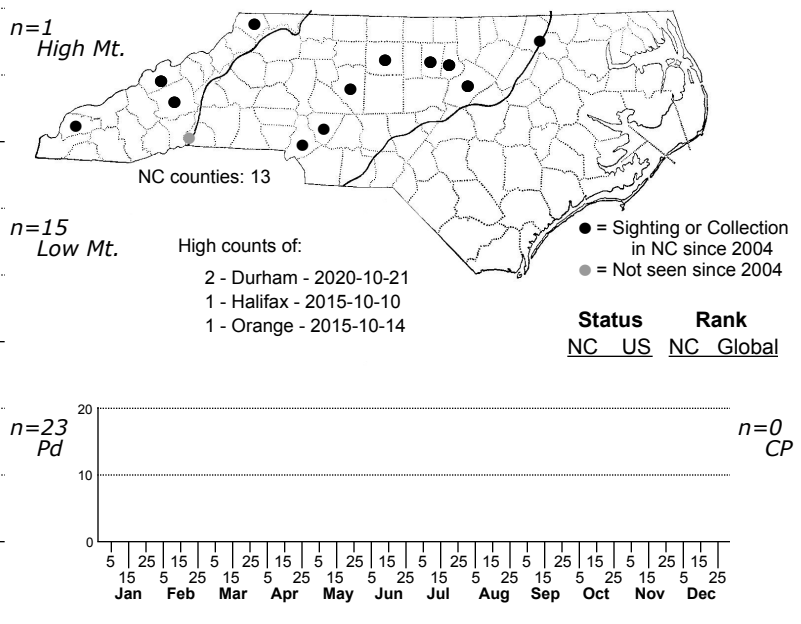 n=1
High Mt.
NC counties: 13
n=15
Low Mt.
High counts of:
2 - Durham - 2020-10-21
1 - Halifax - 2015-10-10
1 - Orange - 2015-10-14
= Sighting or Collection
in NC since 2004
= Not seen since 2004
Status Rank
NC US NC Global
n=23
Pd
20
10
0
n=0
CP
5 25 15 5 25 15 5 25 15 5 25 15 5 25 15 5 25 15
15 5 25 15 5 25 15 5 25 15 5 25 15 5 25 15 5 25
Jan Feb Mar Apr May Jun Jul Aug Sep Oct Nov Dec